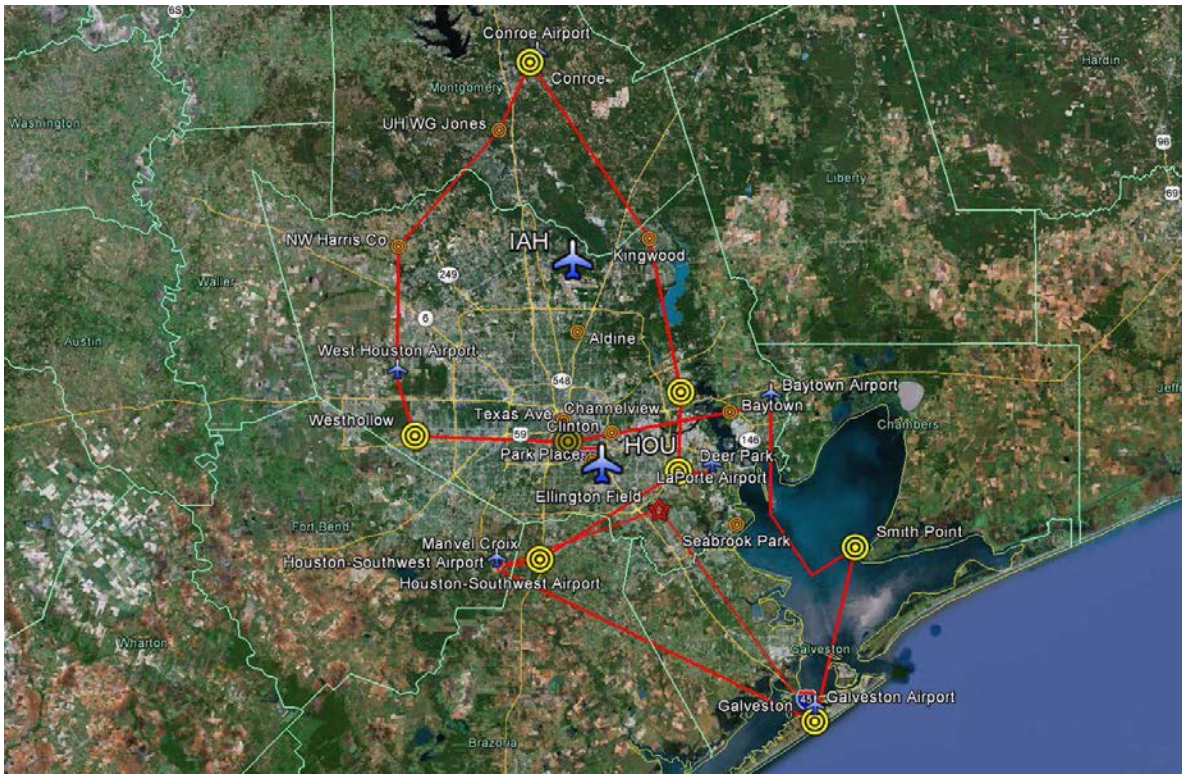 6S
Conroe Airport
Conroe
Montgomery
Hardin
Washington
UH WG Jones
96
Liberty
69
NW Harris Co
IAH
Kingwood
249
Waller
6
Aldine
Austin
West Houston Airport
548
Baytown Airport
Texas Ave
Channelview
Baytown
Chambers
Westhollow
59
Clinton
HOU
146
Park Place
Deer Park
LaPorte Airport
Ellington Field
Fort Bend
Seabrook Park
Smith Point
Manvel Croix
Houston-Southwest Airport
Houston-Southwest Airport
Wharton
Galveston
45
Galveston Airport
Galveston
Brazoria